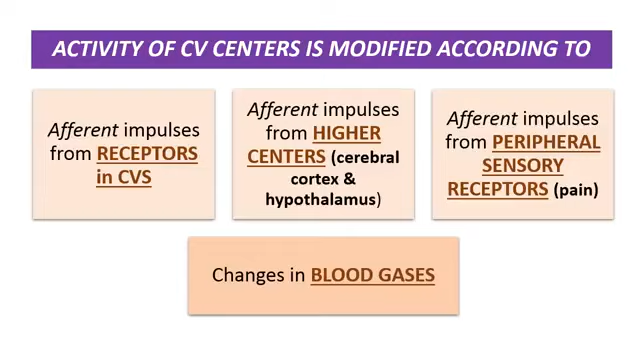 ACTIVITY OF CV CENTERS IS MODIFIED ACCORDING TO
Afferent impulses
from RECEPTORS
in CVS
Afferent impulses
from HIGHER
CENTERS (cerebral
cortex &
hypothalamus)
Afferent impulses
from PERIPHERAL
SENSORY
RECEPTORS (pain)
Changes in BLOOD GASES